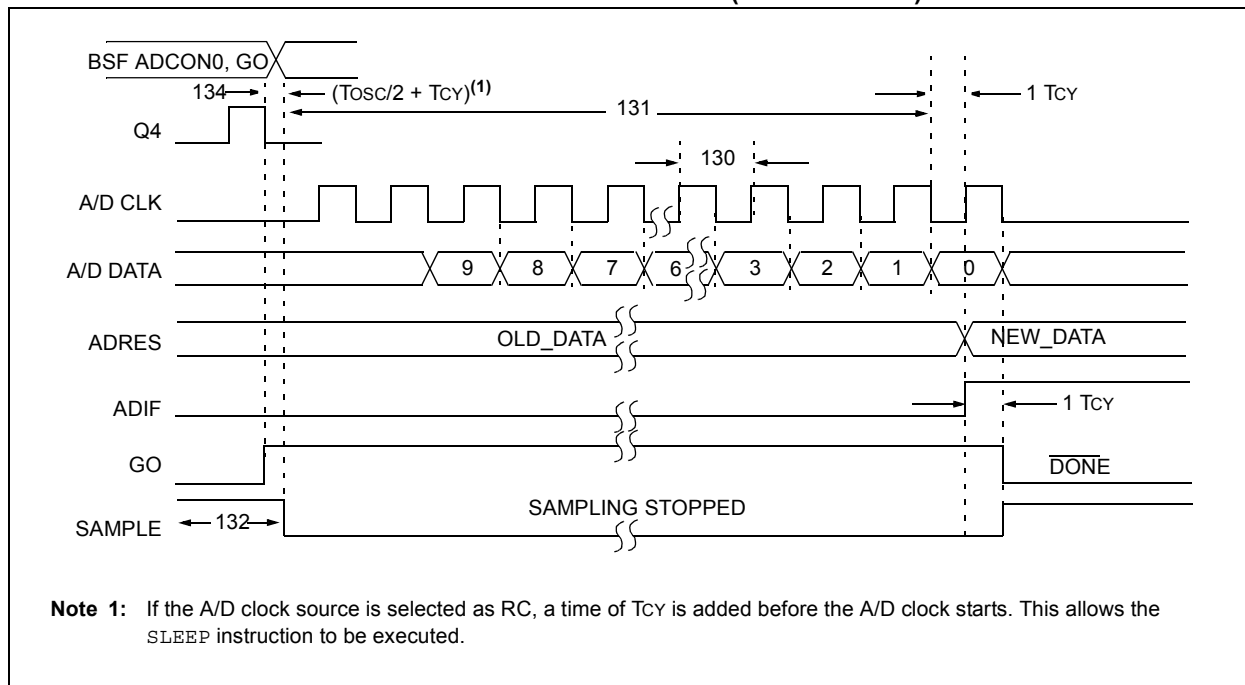 BSF ADCON0, GO
134
(TOSC/2 + TCY)(1)
131
1 TCY
Q4
130
A/D CLK
A/D DATA
9 8 7 6 3 2 1 0
ADRES
OLD_DATA
NEW_DATA
ADIF
1 TCY
GO
DONE
SAMPLE
132
SAMPLING STOPPED
Note 1: If the A/D clock source is selected as RC, a time of TCY is added before the A/D clock starts. This allows the
SLEEP instruction to be executed.